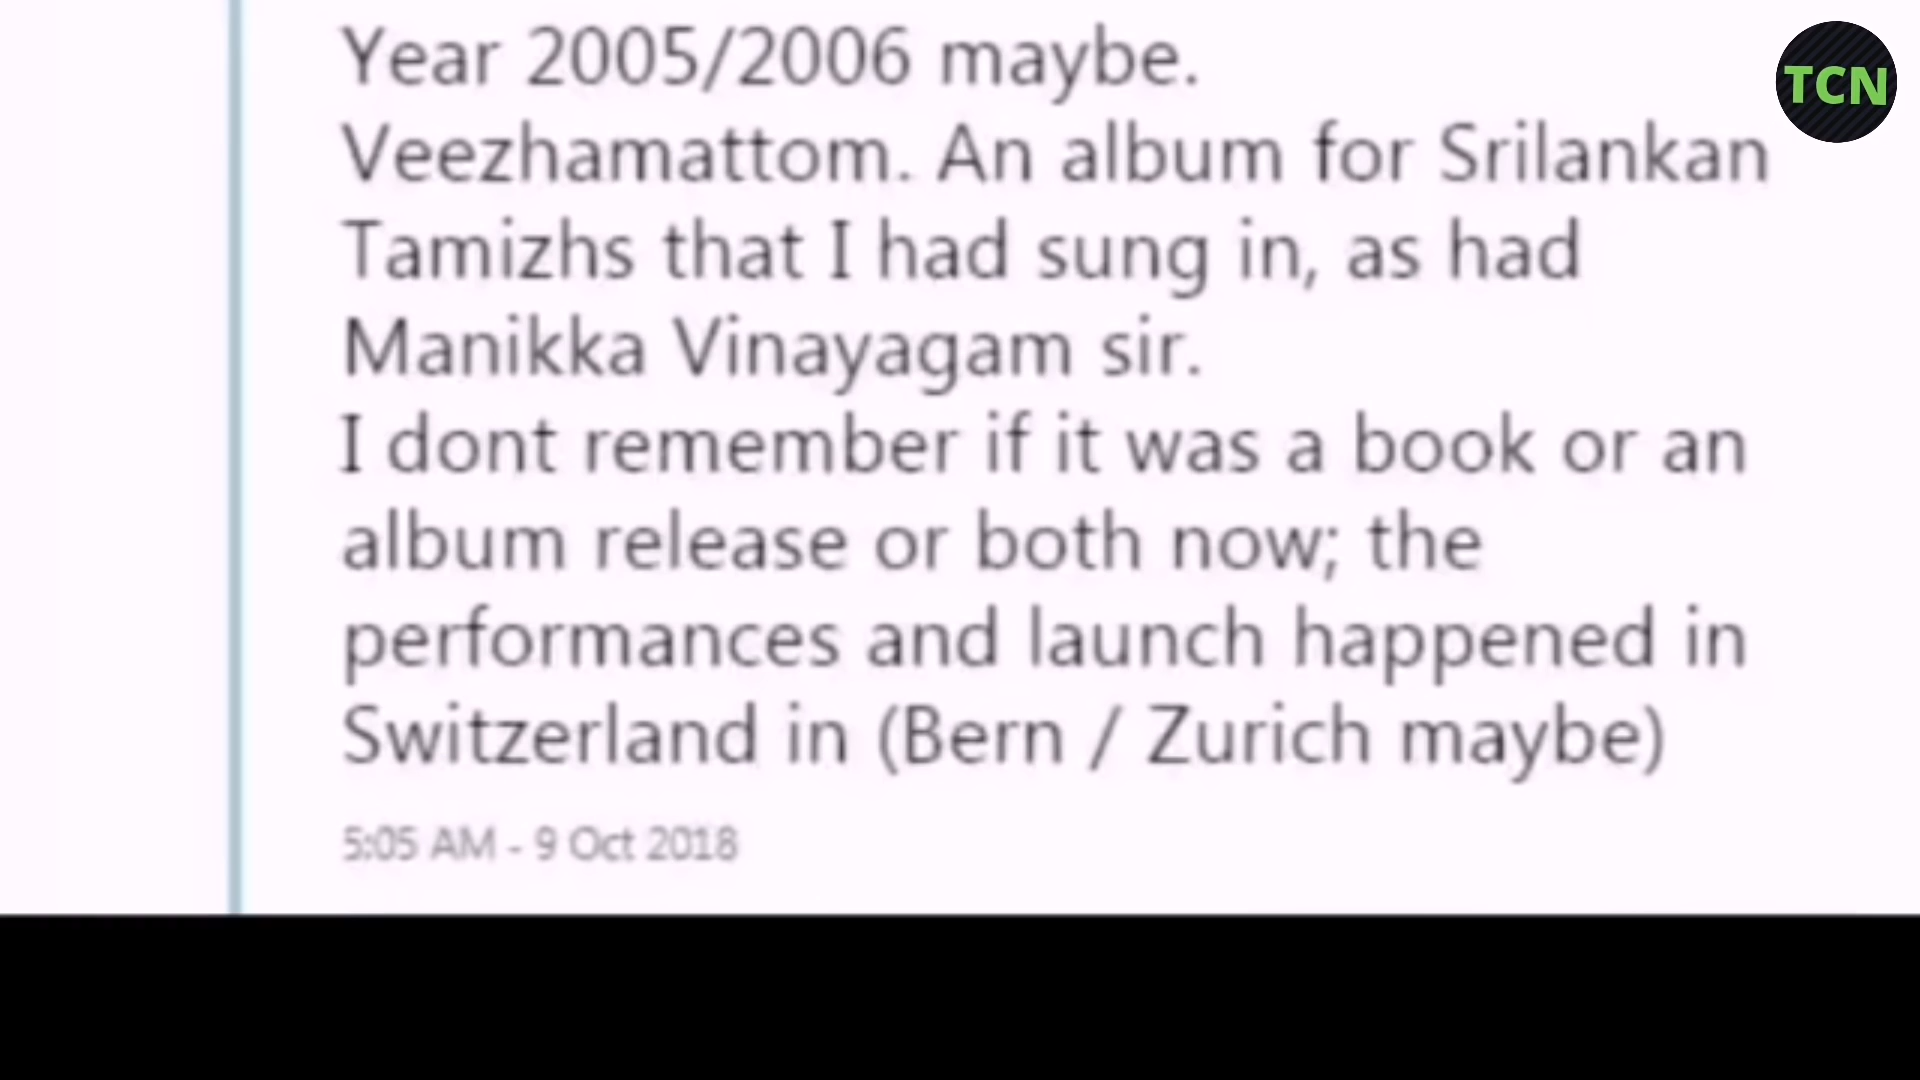 Year 2005/2006 maybe.
Veezhamattom. An album for Srilankan
Tamizhs that I had sung in, as had
Manikka Vinayagam sir.
I dont remember if it was a book or an
album release or both now; the
performances and launch happened in
Switzerland in (Bern / Zurich maybe)
5:05 AM - 9 Oct 2018
TCN